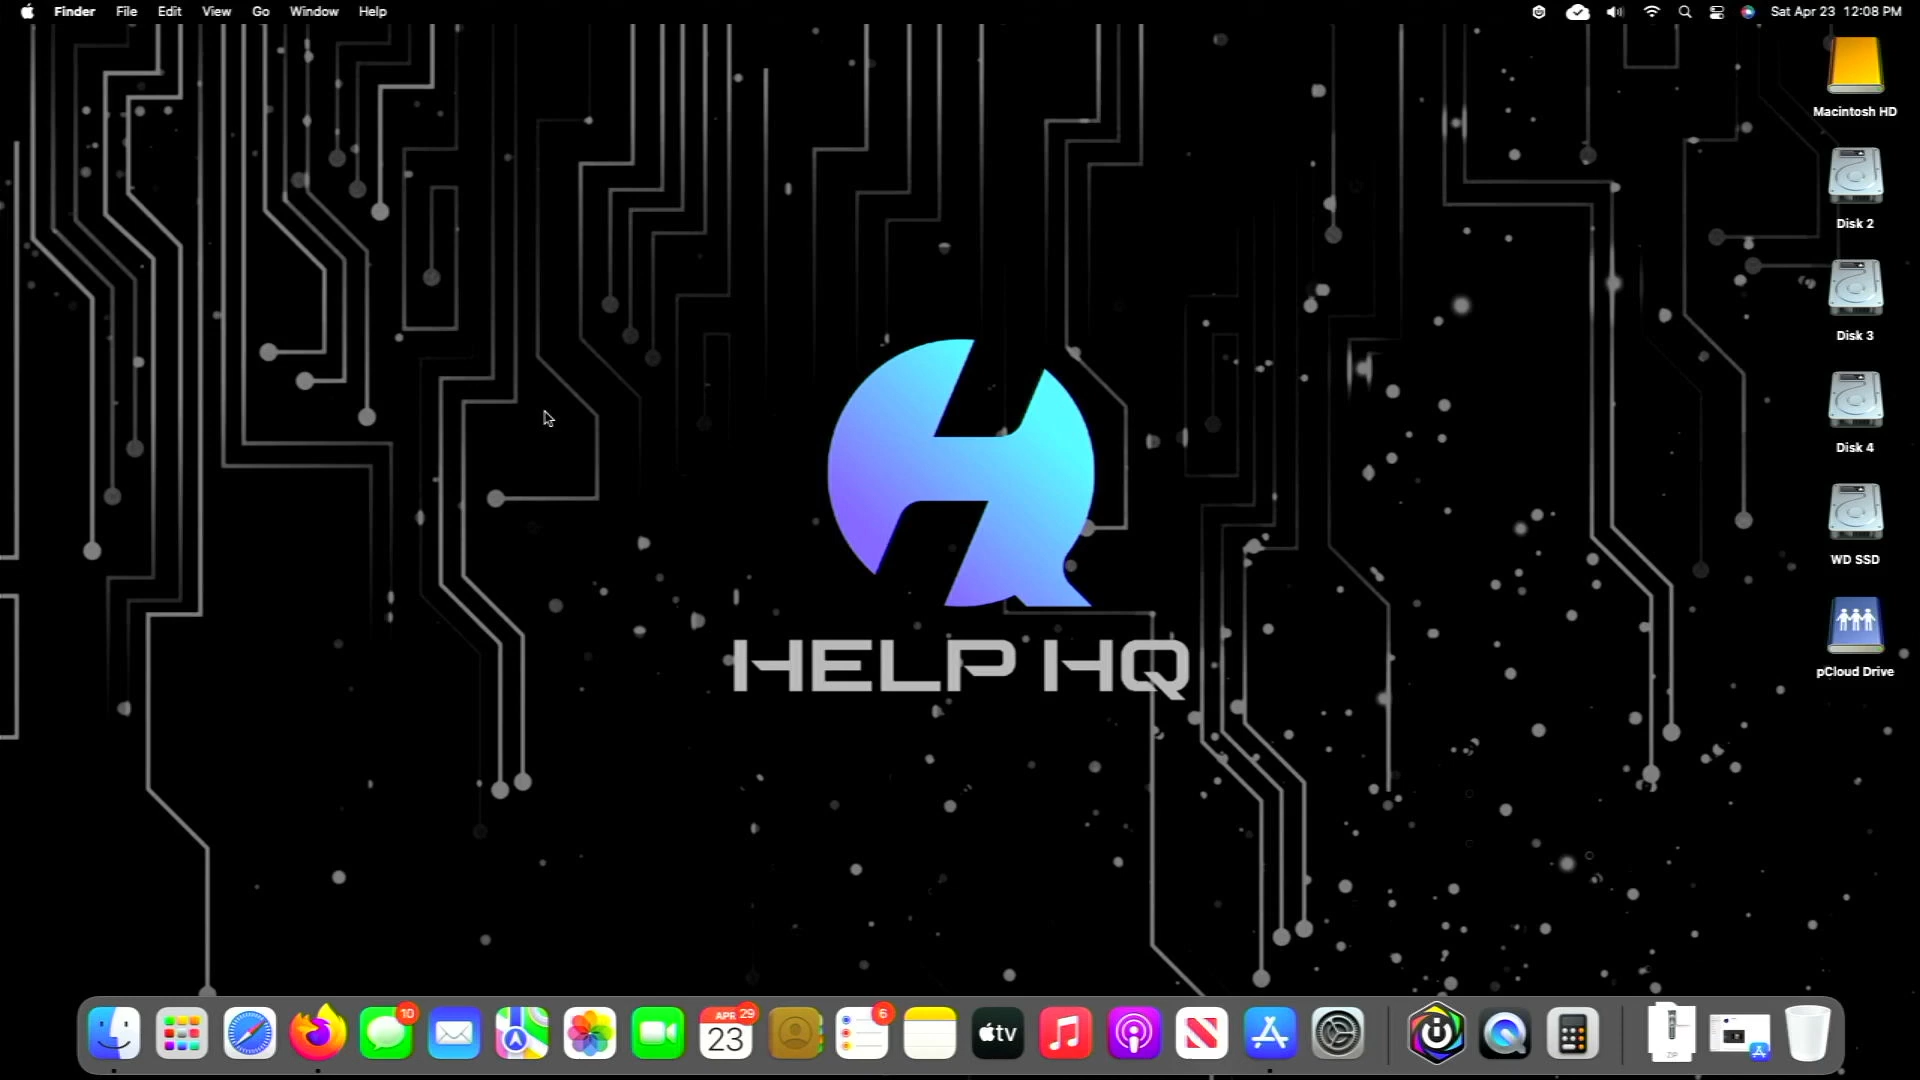 Finder File Edit View Go Window Help
Sat Apr 23 12:08 PM
Macintosh HD
Disk 2
Disk 3
Disk 4
WD SSD
pCloud Drive
HELP HQ
10
APR 29
23
6
tv
ZIP